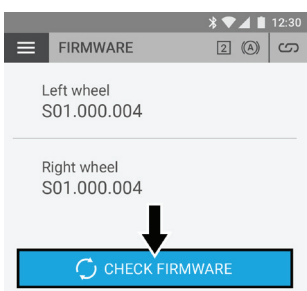 12:30
FIRMWARE 2 (A)
Left wheel
S01.000.004
Right wheel
S01.000.004
CHECK FIRMWARE